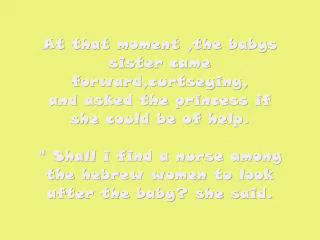 At that moment ,the babys
sister came
forward,curtseying,
and asked the princess if
she could be of help.
" Shall I find a nurse among
the hebrew women to look
after the baby? she said.